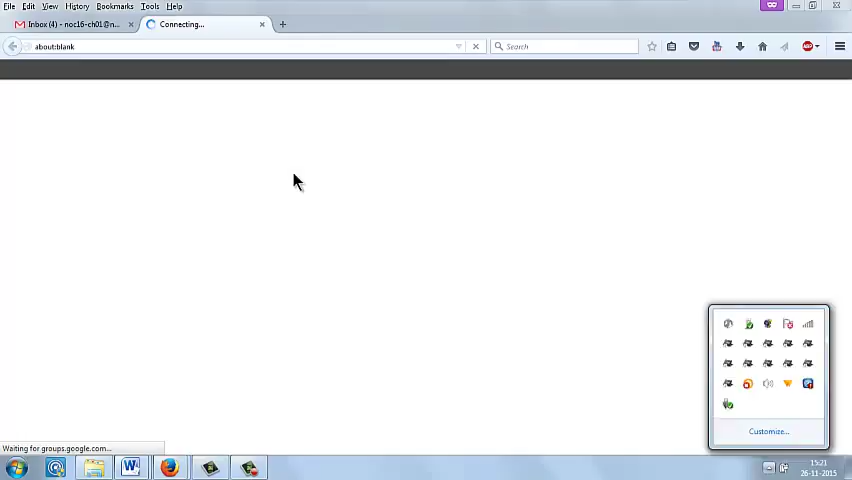 File Edit View History Bookmarks Tools Help
Inbox (4) - noc16-ch01@n...
Connecting...
about:blank
Search
Customize...
Waiting for groups.google.com...
15:21
26-11-2015